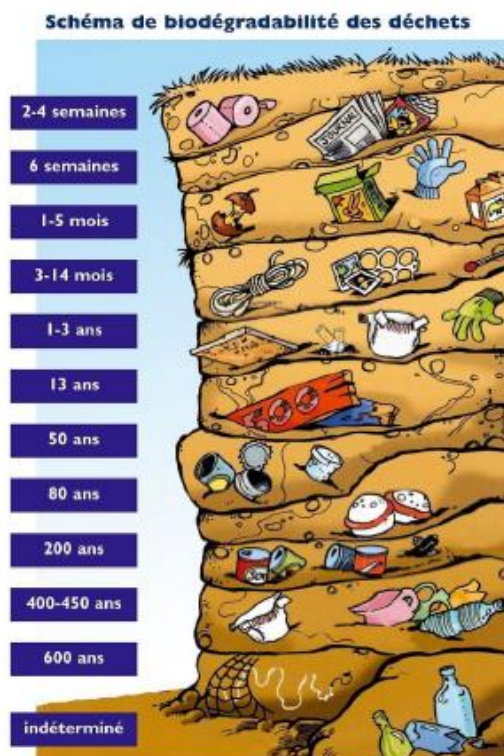 Schéma de biodégradabilité des déchets
2-4 semaines
JOURNAL
6 semaines
1-5 mois
3-14 mois
1-3 ans
13 ans
50 ans
80 ans
200 ans
400-450 ans
600 ans
indéterminé